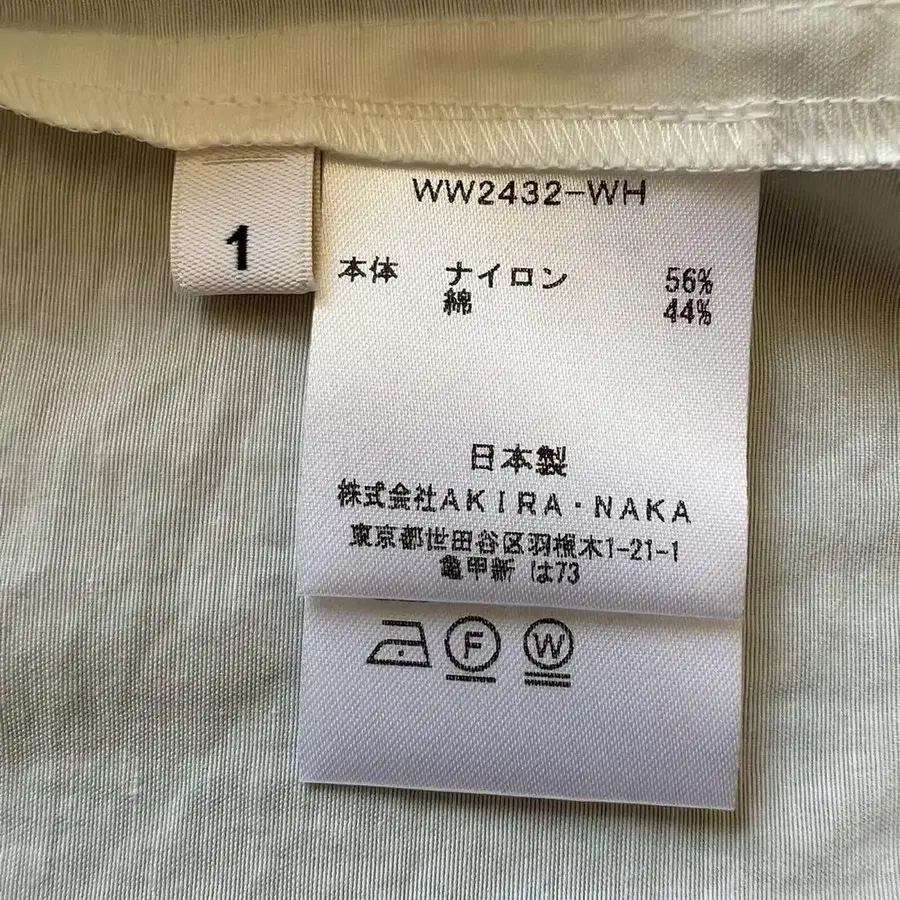 1
WW2432-WH
本体 ナイロン 56%
綿 44%
日本製
株式会社AKIRA・NAKA
東京都世田谷区羽根木1-21-1
亀甲新 は73
F W